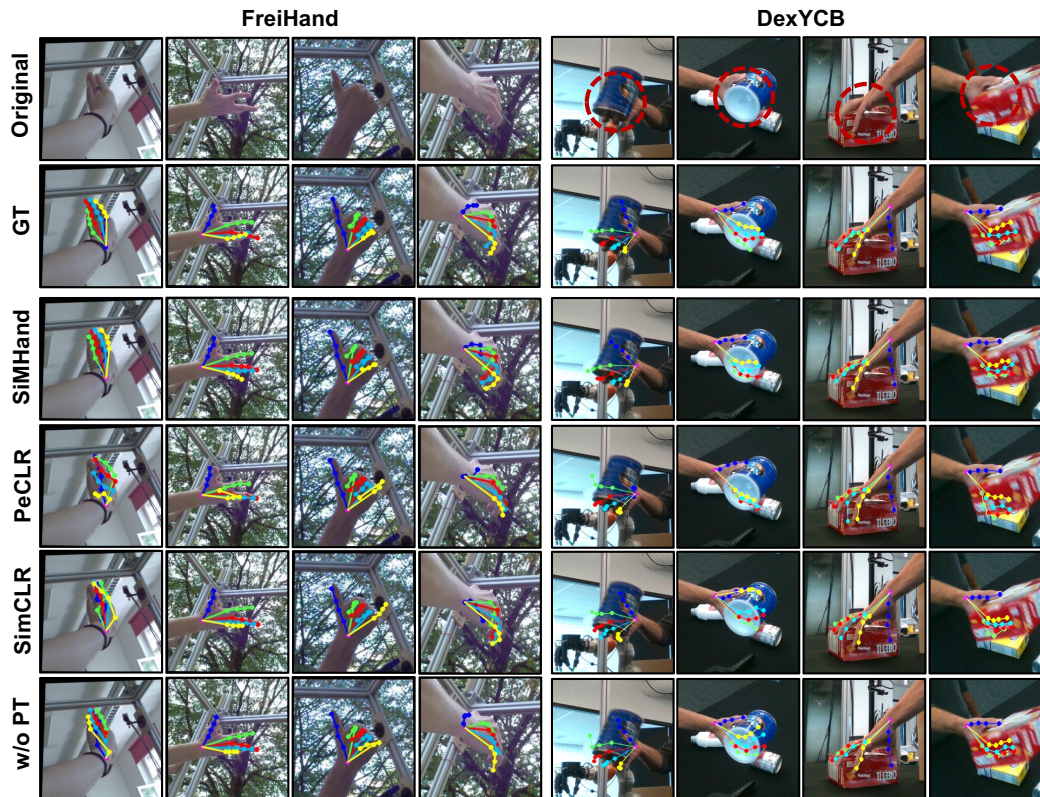 FreiHand
DexYCB
Original
GT
SiMHand
PeCLR
SimCLR
w/o PT